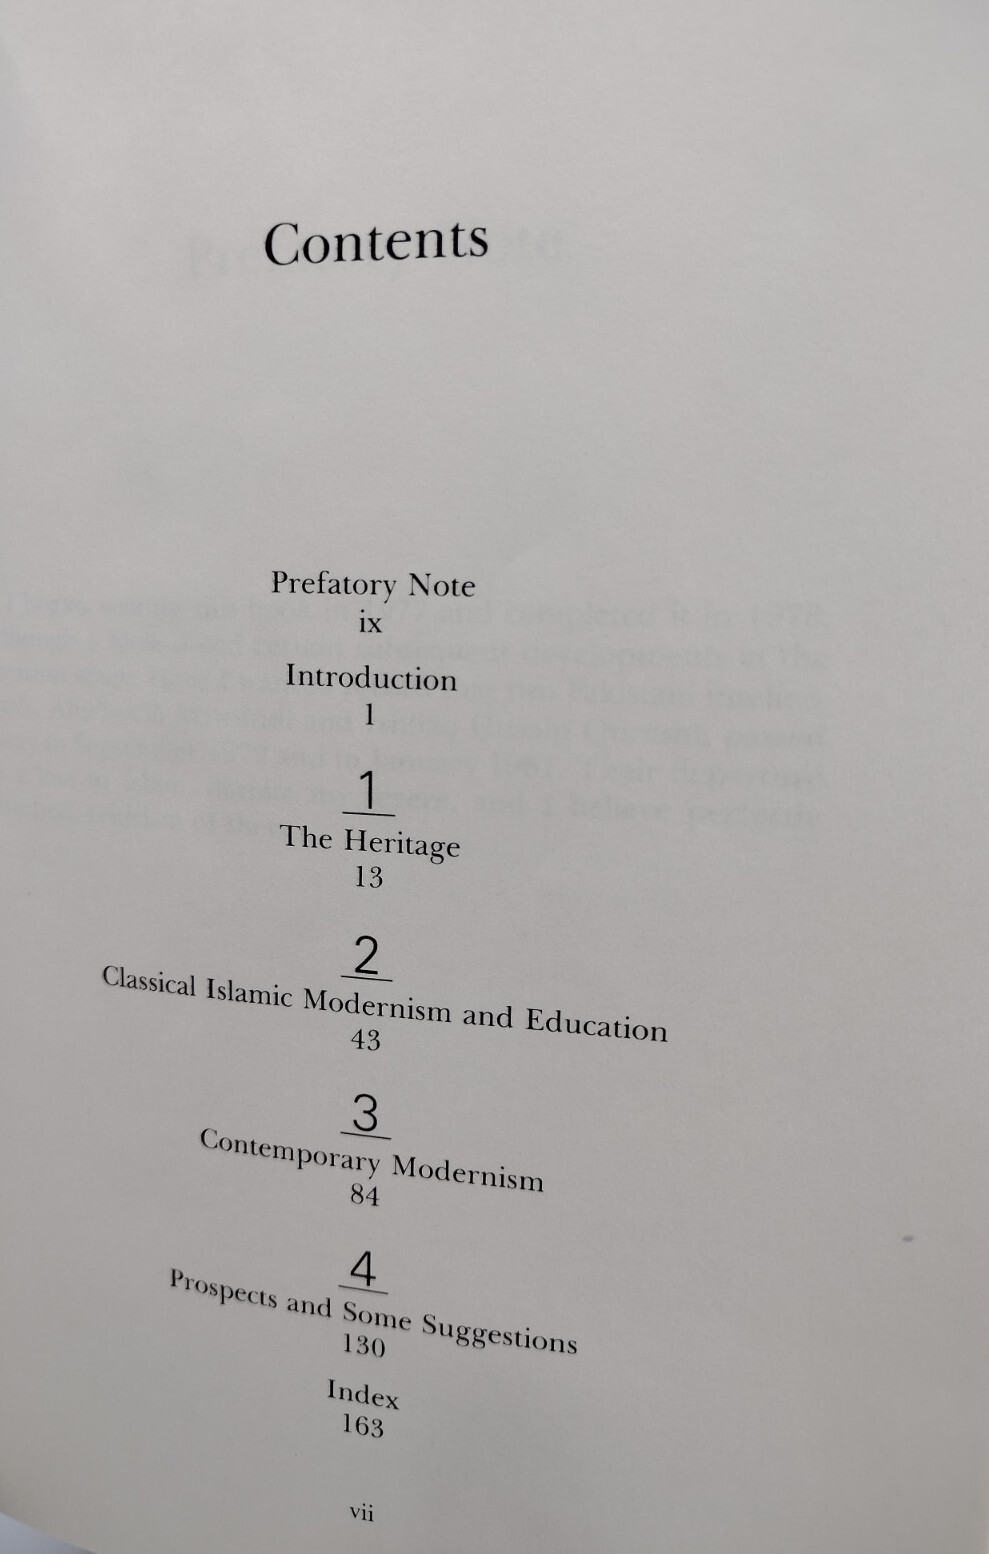 Contents
Prefatory Note
ix
Introduction
1
1
The Heritage
13
2
Classical Islamic Modernism and Education
43
3
Contemporary Modernism
84
4
Prospects and Some Suggestions
130
Index
163
vii